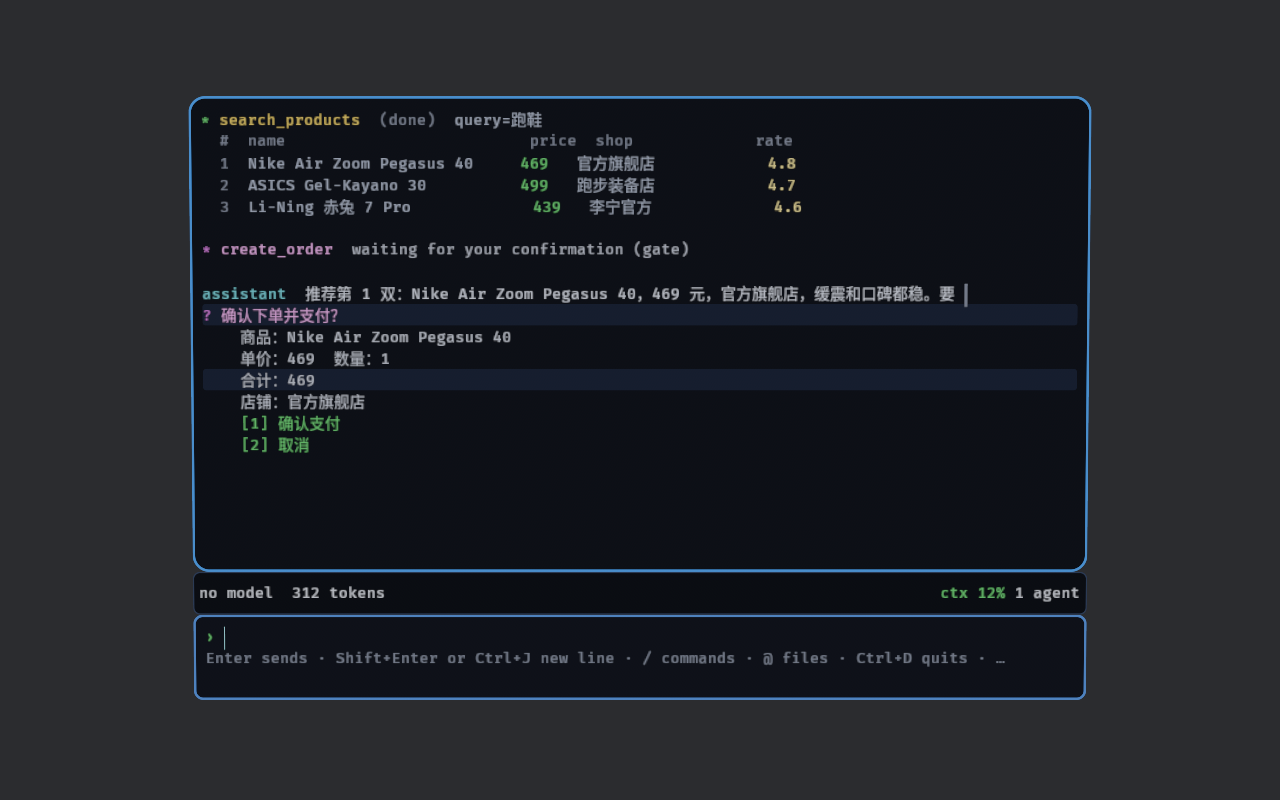 * search_products (done) query=跑鞋
# name price shop rate
1 Nike Air Zoom Pegasus 40 469 官方旗舰店 4.8
2 ASICS Gel-Kayano 30 499 跑步装备店 4.7
3 Li-Ning 赤兔 7 Pro 439 李宁官方 4.6
* create_order waiting for your confirmation (gate)
assistant 推荐第 1 双：Nike Air Zoom Pegasus 40，469 元，官方旗舰店，缓震和口碑都稳。要
? 确认下单并支付？
商品：Nike Air Zoom Pegasus 40
单价：469 数量：1
合计：469
店铺：官方旗舰店
[1] 确认支付
[2] 取消
no model 312 tokens ctx 12% 1 agent
›
Enter sends · Shift+Enter or Ctrl+J new line · / commands · @ files · Ctrl+D quits · …